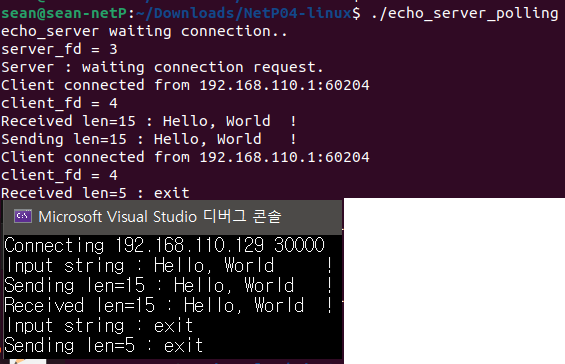 sean@sean-netP:~/Downloads/NetP04-linux$ ./echo_server_polling
echo_server waiting connection..
server_fd = 3
Server : waiting connection request.
Client connected from 192.168.110.1:60204
client_fd = 4
Received len=15 : Hello, World  !
Sending len=15 : Hello, World   !
Client connected from 192.168.110.1:60204
client_fd = 4
Received len=5 : exit
Microsoft Visual Studio 디버그 콘솔
Connecting 192.168.110.129 30000
Input string : Hello, World     !
Sending len=15 : Hello, World   !
Received len=15 : Hello, World  !
Input string : exit
Sending len=5 : exit